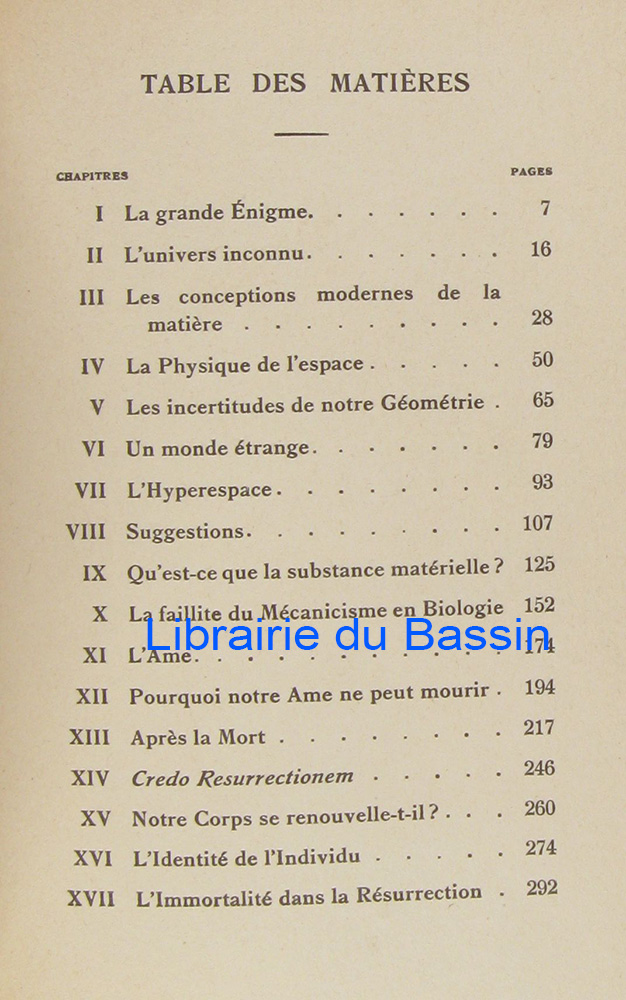 TABLE DES MATIÈRES
CHAPITRES PAGES
I La grande Énigme. . . . . . . 7
II L'univers inconnu. . . . . . . 16
III Les conceptions modernes de la
matière . . . . . . . . . 28
IV La Physique de l'espace . . . . . 50
V Les incertitudes de notre Géométrie . 65
VI Un monde étrange. . . . . . . 79
VII L'Hyperespace . . . . . . . . 93
VIII Suggestions. . . . . . . . . 107
IX Qu'est-ce que la substance matérielle ? 125
X La faillite du Mécanicisme en Biologie 152
Librairie du Bassin
XI L'Ame. . . . . . . . . . 174
XII Pourquoi notre Ame ne peut mourir . 194
XIII Après la Mort . . . . . . . . 217
XIV Credo Resurrectionem . . . . . 246
XV Notre Corps se renouvelle-t-il ? . . . 260
XVI L'Identité de l'Individu . . . . . 274
XVII L'Immortalité dans la Résurrection . 292